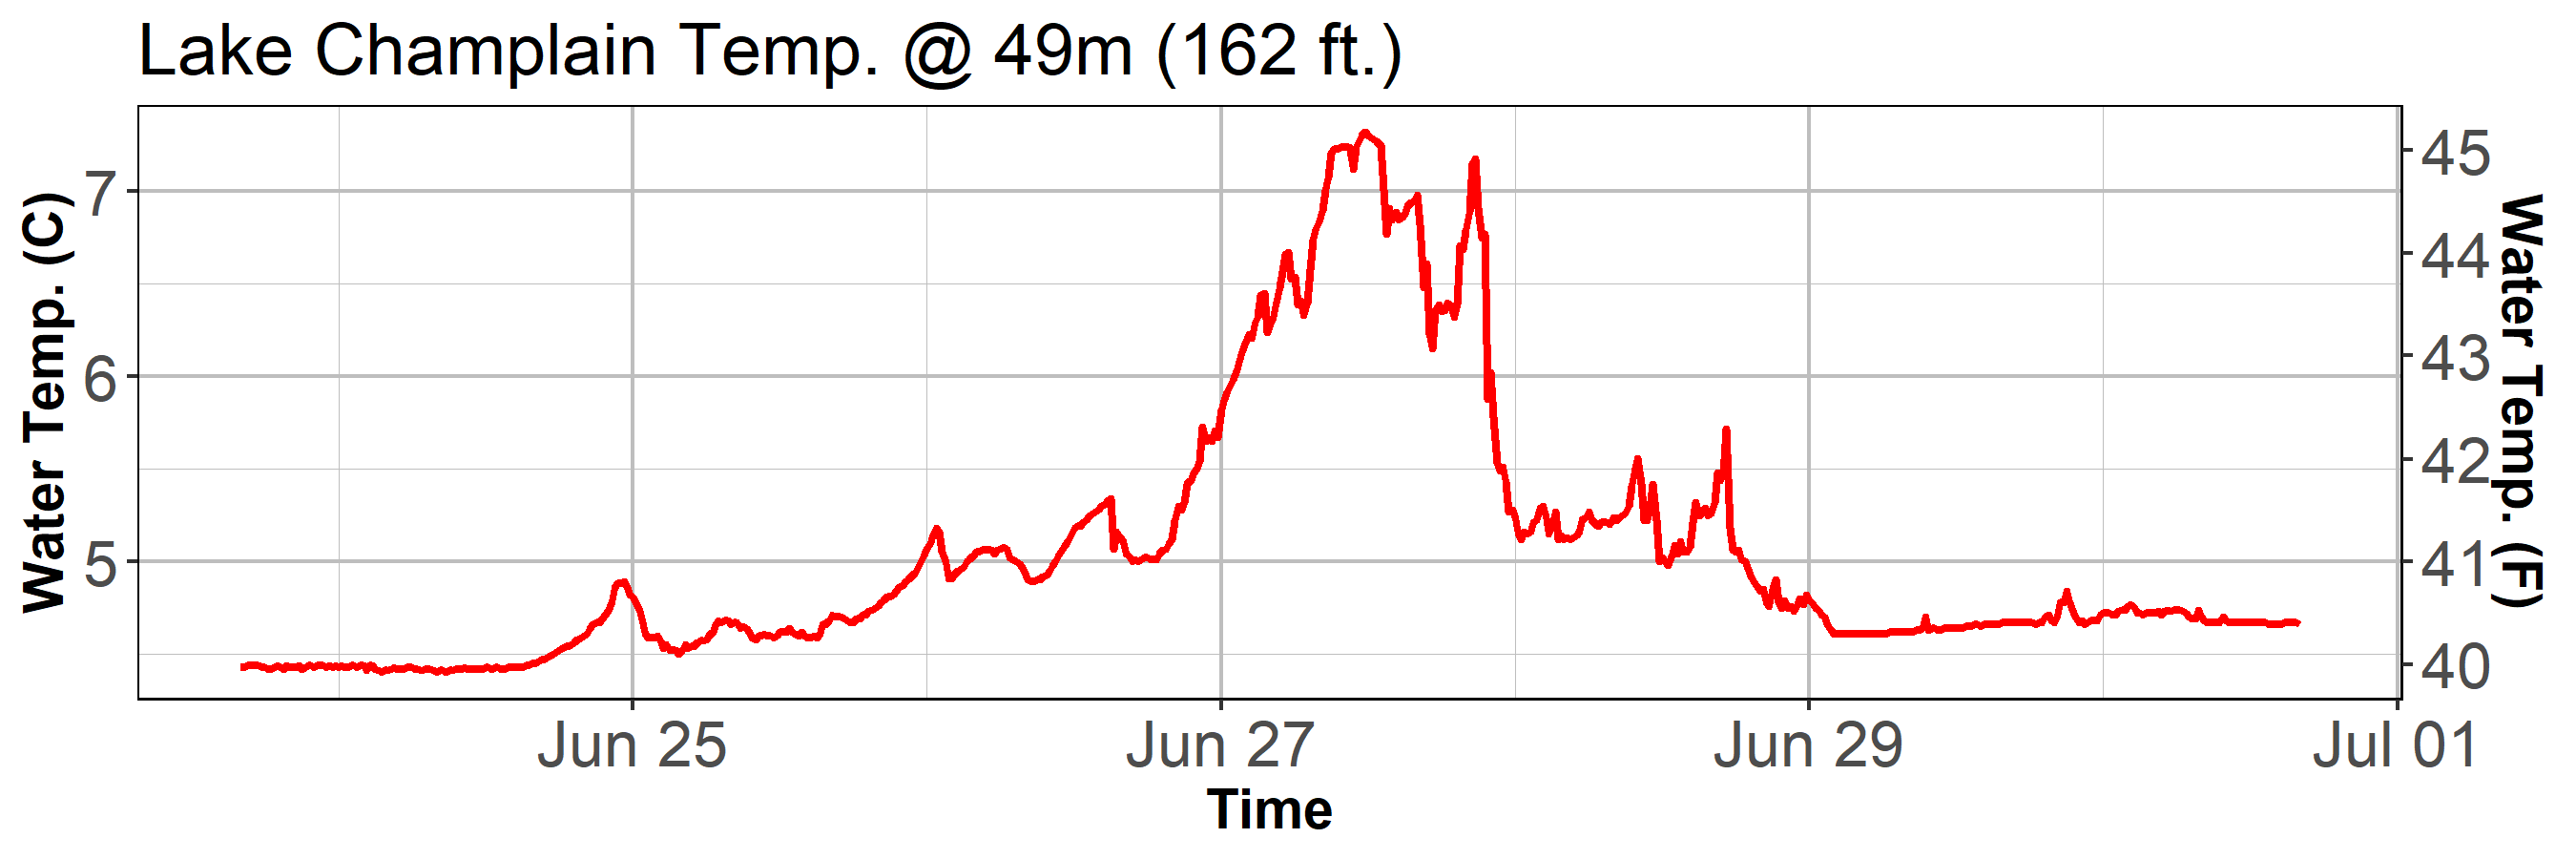 Lake Champlain Temp. @ 49m (162 ft.)
Water Temp. (C)
7
6
5
45
44
43
42
41
40
Water Temp. (F)
Jun 25
Jun 27
Jun 29
Jul 01
Time